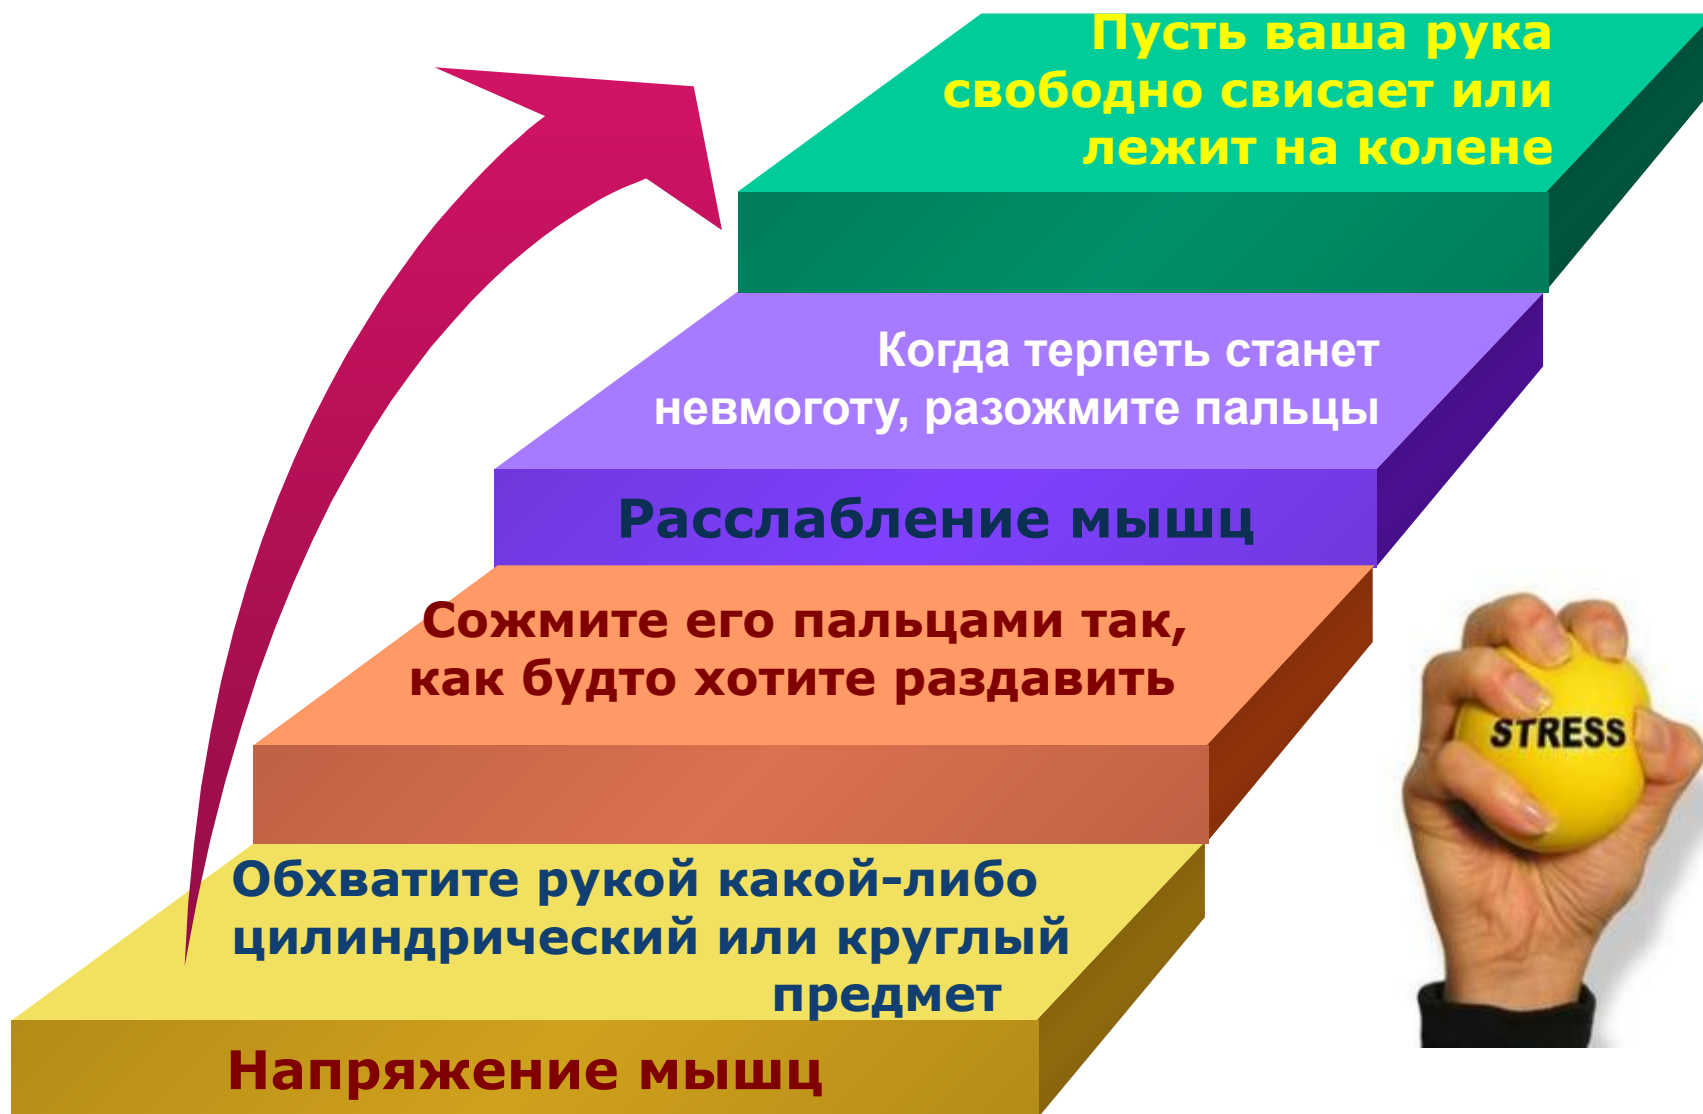 Пусть ваша рука
свободно свисает или
лежит на колене
Когда терпеть станет
невмоготу, разожмите пальцы
Расслабление мышц
Сожмите его пальцами так,
как будто хотите раздавить
STRESS
Обхватите рукой какой-либо
цилиндрический или круглый
предмет
Напряжение мышц